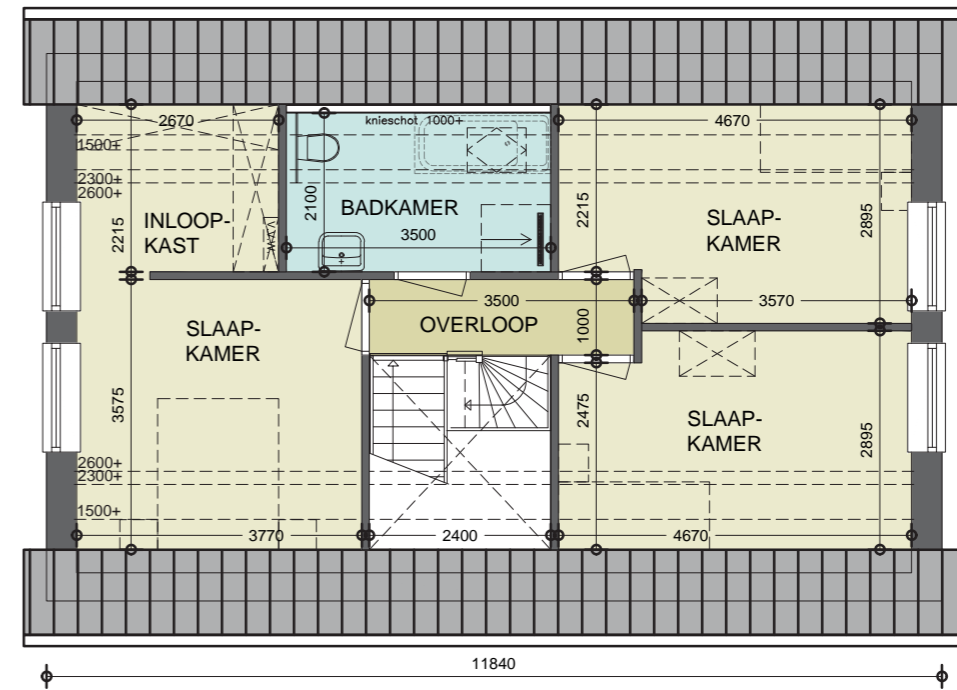 knieschot 1000+
2670
4670
1500+
2300+
2600+
2215
INLOOP-
KAST
2100
BADKAMER
3500
2215
SLAAP-
KAMER
2895
3500
OVERLOOP
1000
3570
SLAAP-
KAMER
3575
2475
SLAAP-
KAMER
2895
2600+
2300+
1500+
3770
2400
4670
11840